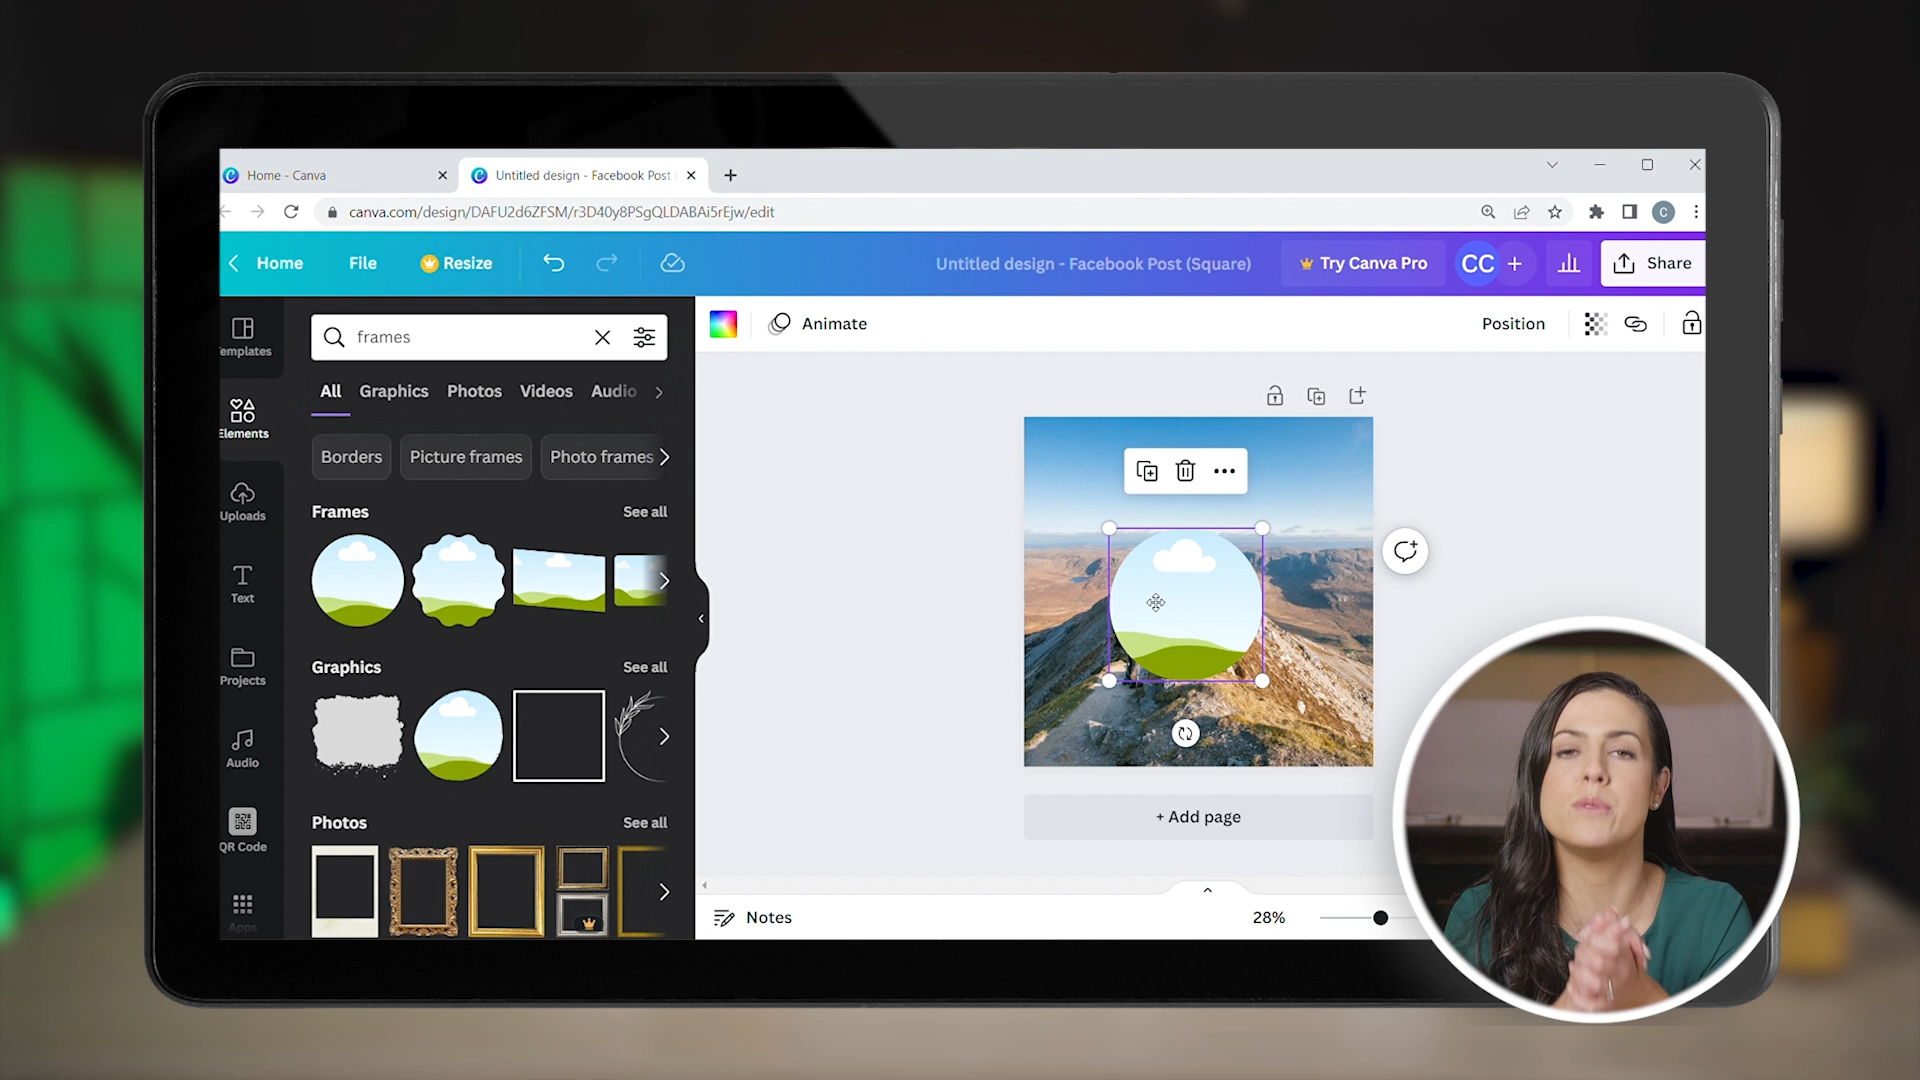 Home - Canva
Untitled design - Facebook Post
canva.com/design/DAFU2d6ZFSM/r3D40y8PSgQLDABAi5rEjw/edit
C
Home
File
Resize
Untitled design - Facebook Post (Square)
Try Canva Pro
CC
Share
emplates
Elements
Uploads
Text
Projects
Audio
QR Code
Apps
frames
All
Graphics
Photos
Videos
Audio
Borders
Picture frames
Photo frames
Frames
See all
Graphics
See all
Photos
See all
Animate
Position
+ Add page
Notes
28%